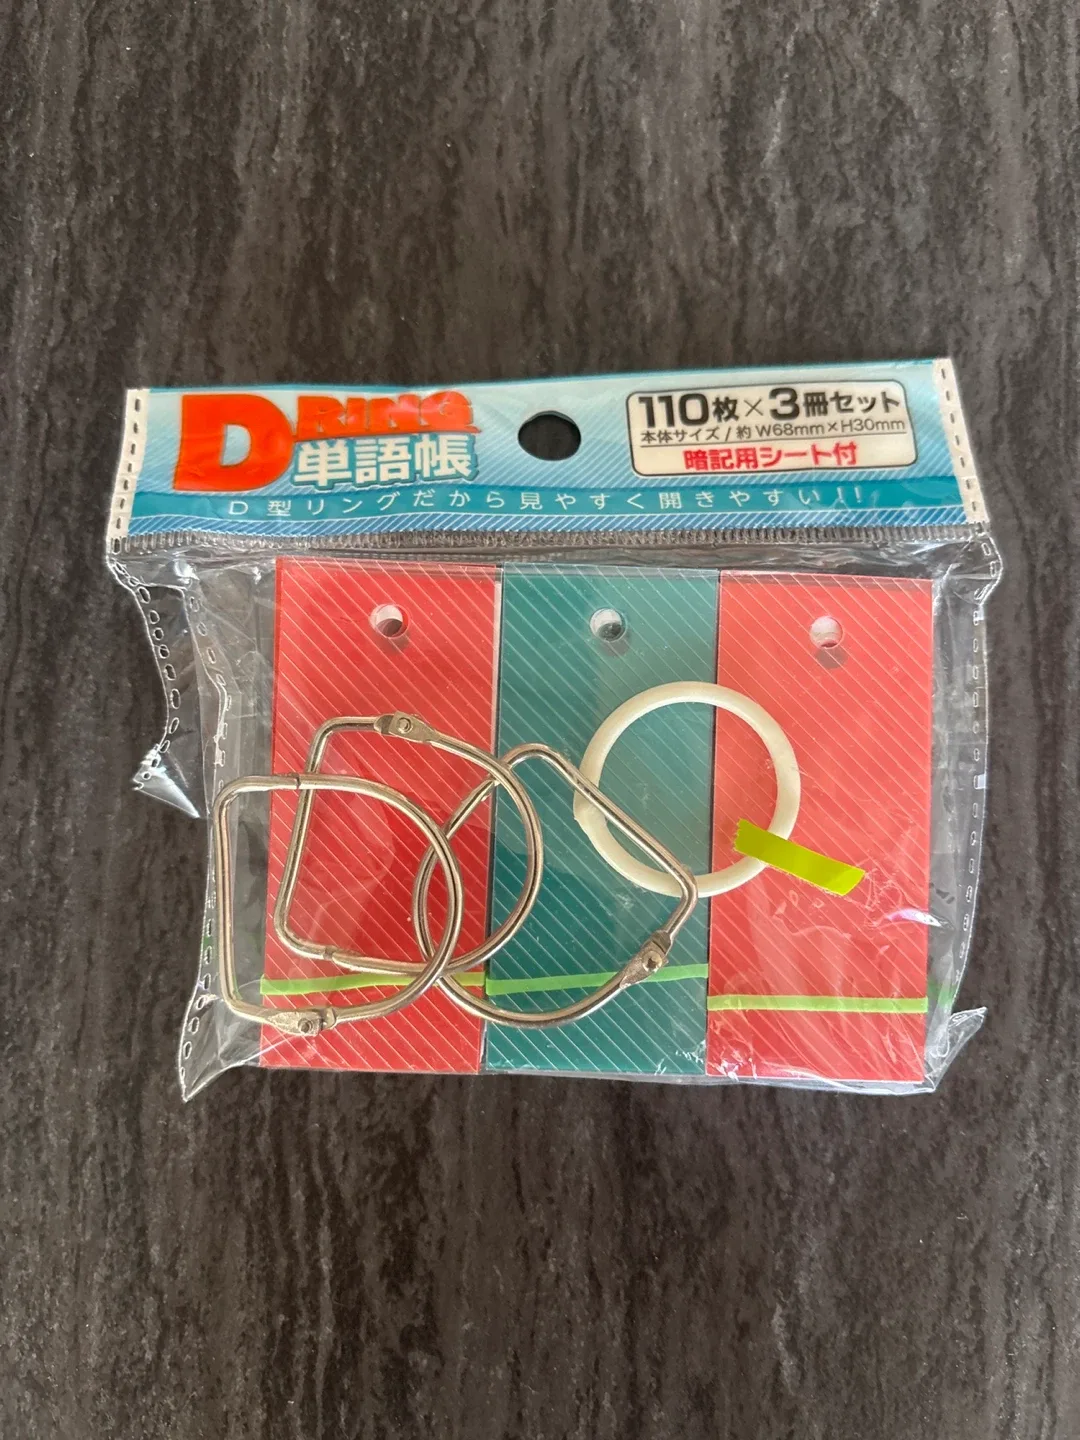 D RING
単語帳
D型リングだから見やすく開きやすい!!
110枚×3冊セット
本体サイズ/約W68mm×H30mm
暗記用シート付